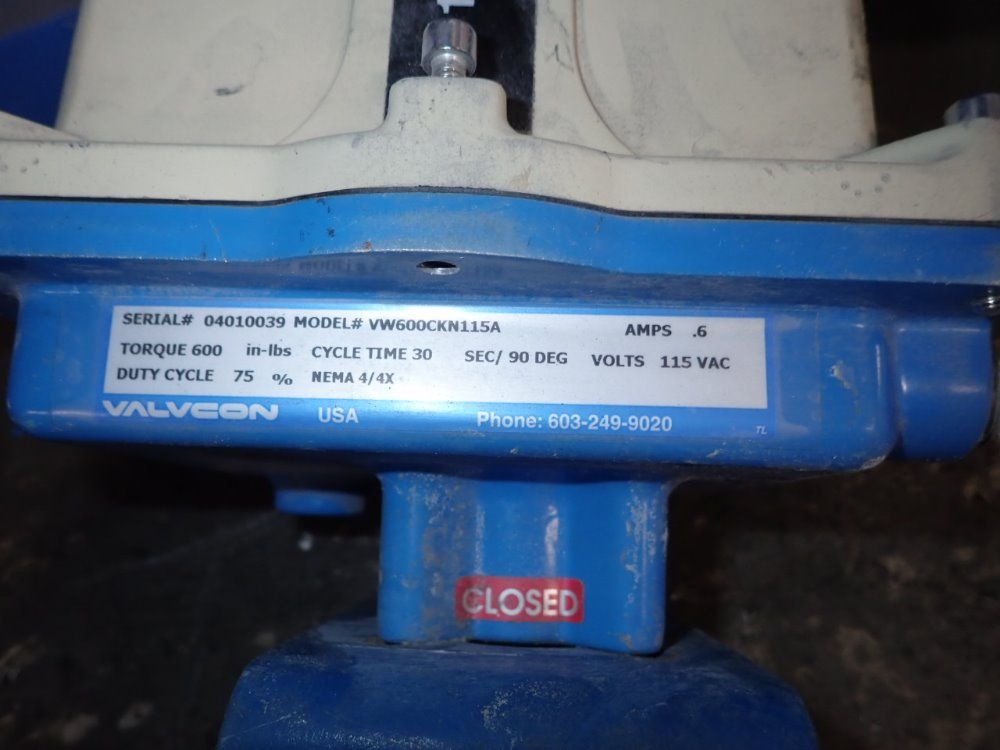 SERIAL# 04010039 MODEL# VW600CKN115A AMPS .6
TORQUE 600 in-lbs CYCLE TIME 30 SEC/ 90 DEG VOLTS 115 VAC
DUTY CYCLE 75 % NEMA 4/4X
VALVCON USA Phone: 603-249-9020 TL
CLOSED